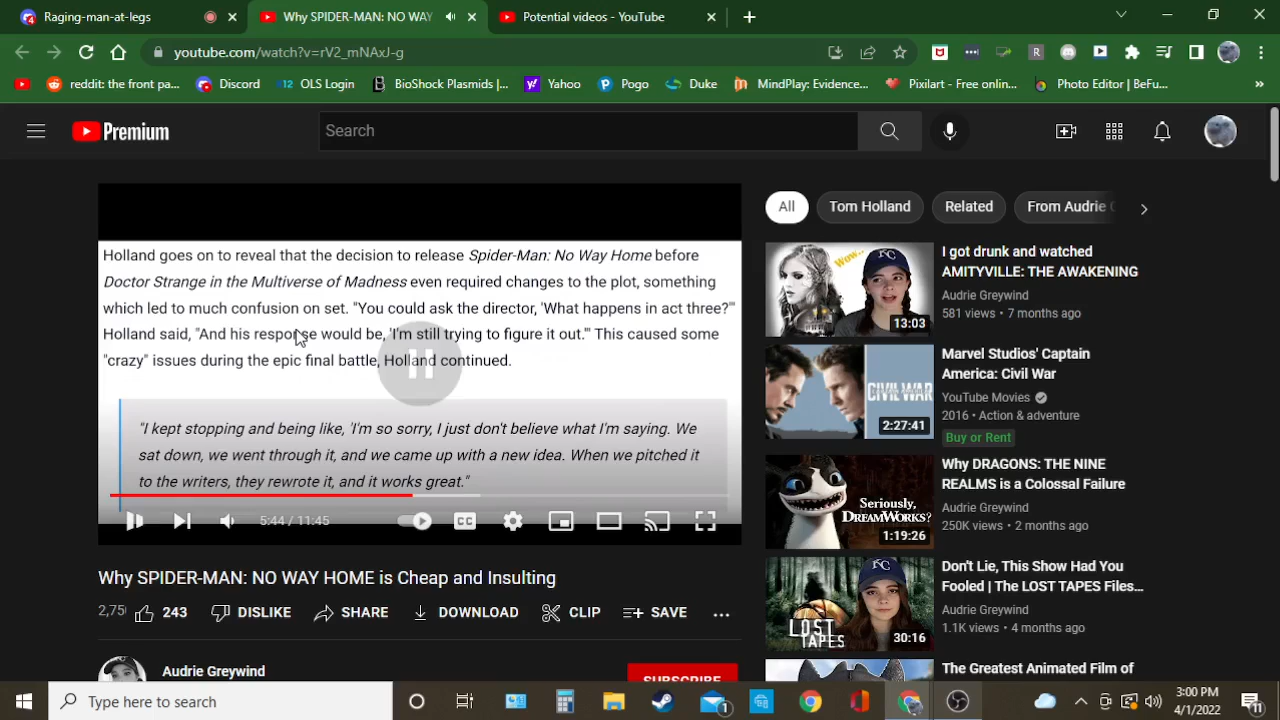 Raging-man-at-legs
Why SPIDER-MAN: NO WAY
Potential videos - YouTube
youtube.com/watch?v=rV2_mNAxJ-g
reddit: the front pa...
Discord
12 OLS Login
BioShock Plasmids |...
Yahoo
Pogo
Duke
MindPlay: Evidence...
Pixilart - Free onlin...
Photo Editor | BeFu...
Premium
Search
All
Tom Holland
Related
From Audrie G
Holland goes on to reveal that the decision to release Spider-Man: No Way Home before
Doctor Strange in the Multiverse of Madness even required changes to the plot, something
which led to much confusion on set. "You could ask the director, 'What happens in act three?'"
Holland said, "And his response would be, 'I'm still trying to figure it out.'" This caused some
"crazy" issues during the epic final battle, Holland continued.
"I kept stopping and being like, 'I'm so sorry, I just don't believe what I'm saying. We
sat down, we went through it, and we came up with a new idea. When we pitched it
to the writers, they rewrote it, and it works great."
5:44 / 11:45
CC
Why SPIDER-MAN: NO WAY HOME is Cheap and Insulting
2,75
243
DISLIKE
SHARE
DOWNLOAD
CLIP
SAVE
Audrie Greywind
SUBSCRIBE
Wow...
KC
13:03
I got drunk and watched
AMITYVILLE: THE AWAKENING
Audrie Greywind
581 views • 7 months ago
CIVIL WAR
2:27:41
Marvel Studios' Captain
America: Civil War
YouTube Movies
2016 • Action & adventure
Buy or Rent
Seriously,
DREAMWORKS?
1:19:26
Why DRAGONS: THE NINE
REALMS is a Colossal Failure
Audrie Greywind
250K views • 2 months ago
KC
LOST
TAPES
30:16
Don't Lie, This Show Had You
Fooled | The LOST TAPES Files...
Audrie Greywind
1.1K views • 4 months ago
The Greatest Animated Film of
Type here to search
1
3:00 PM
4/1/2022
11